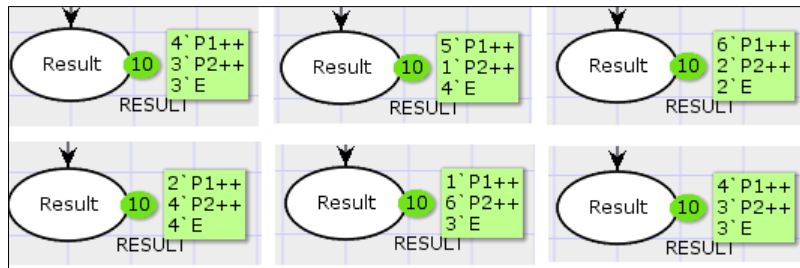 Result 10 4`P1++
3`P2++
3`E
RESULT
Result 10 5`P1++
1`P2++
4`E
RESULT
Result 10 6`P1++
2`P2++
2`E
RESULT
Result 10 2`P1++
4`P2++
4`E
RESULT
Result 10 1`P1++
6`P2++
3`E
RESULT
Result 10 4`P1++
3`P2++
3`E
RESULT